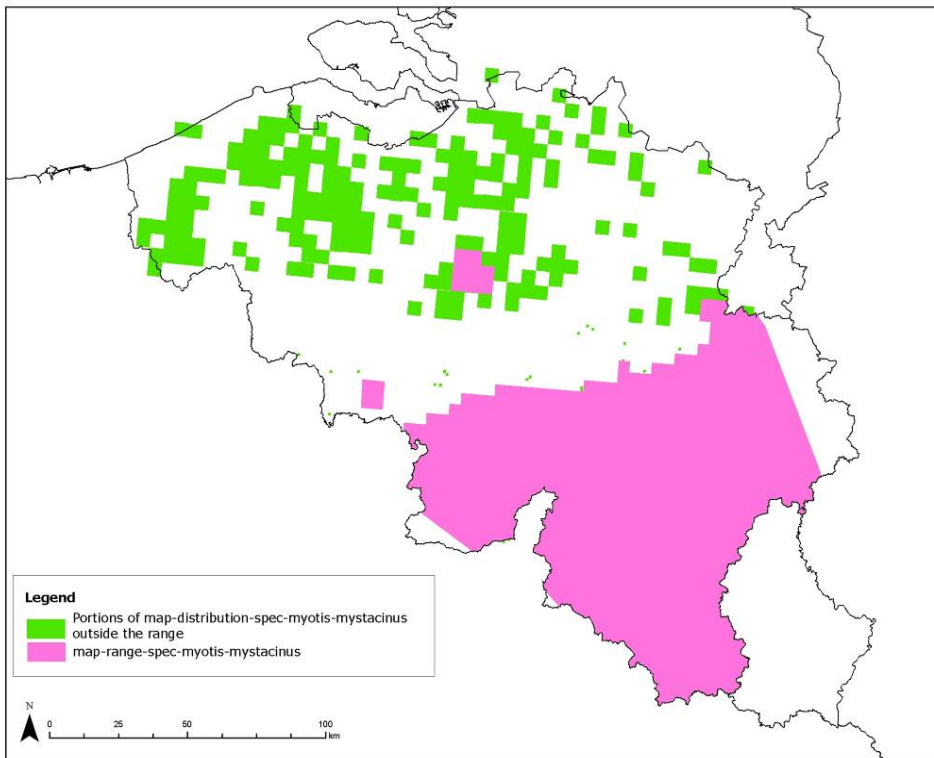 Legend
Portions of map-distribution-spec-myotis-mystacinus
outside the range
map-range-spec-myotis-mystacinus
N
0 25 50 100
km